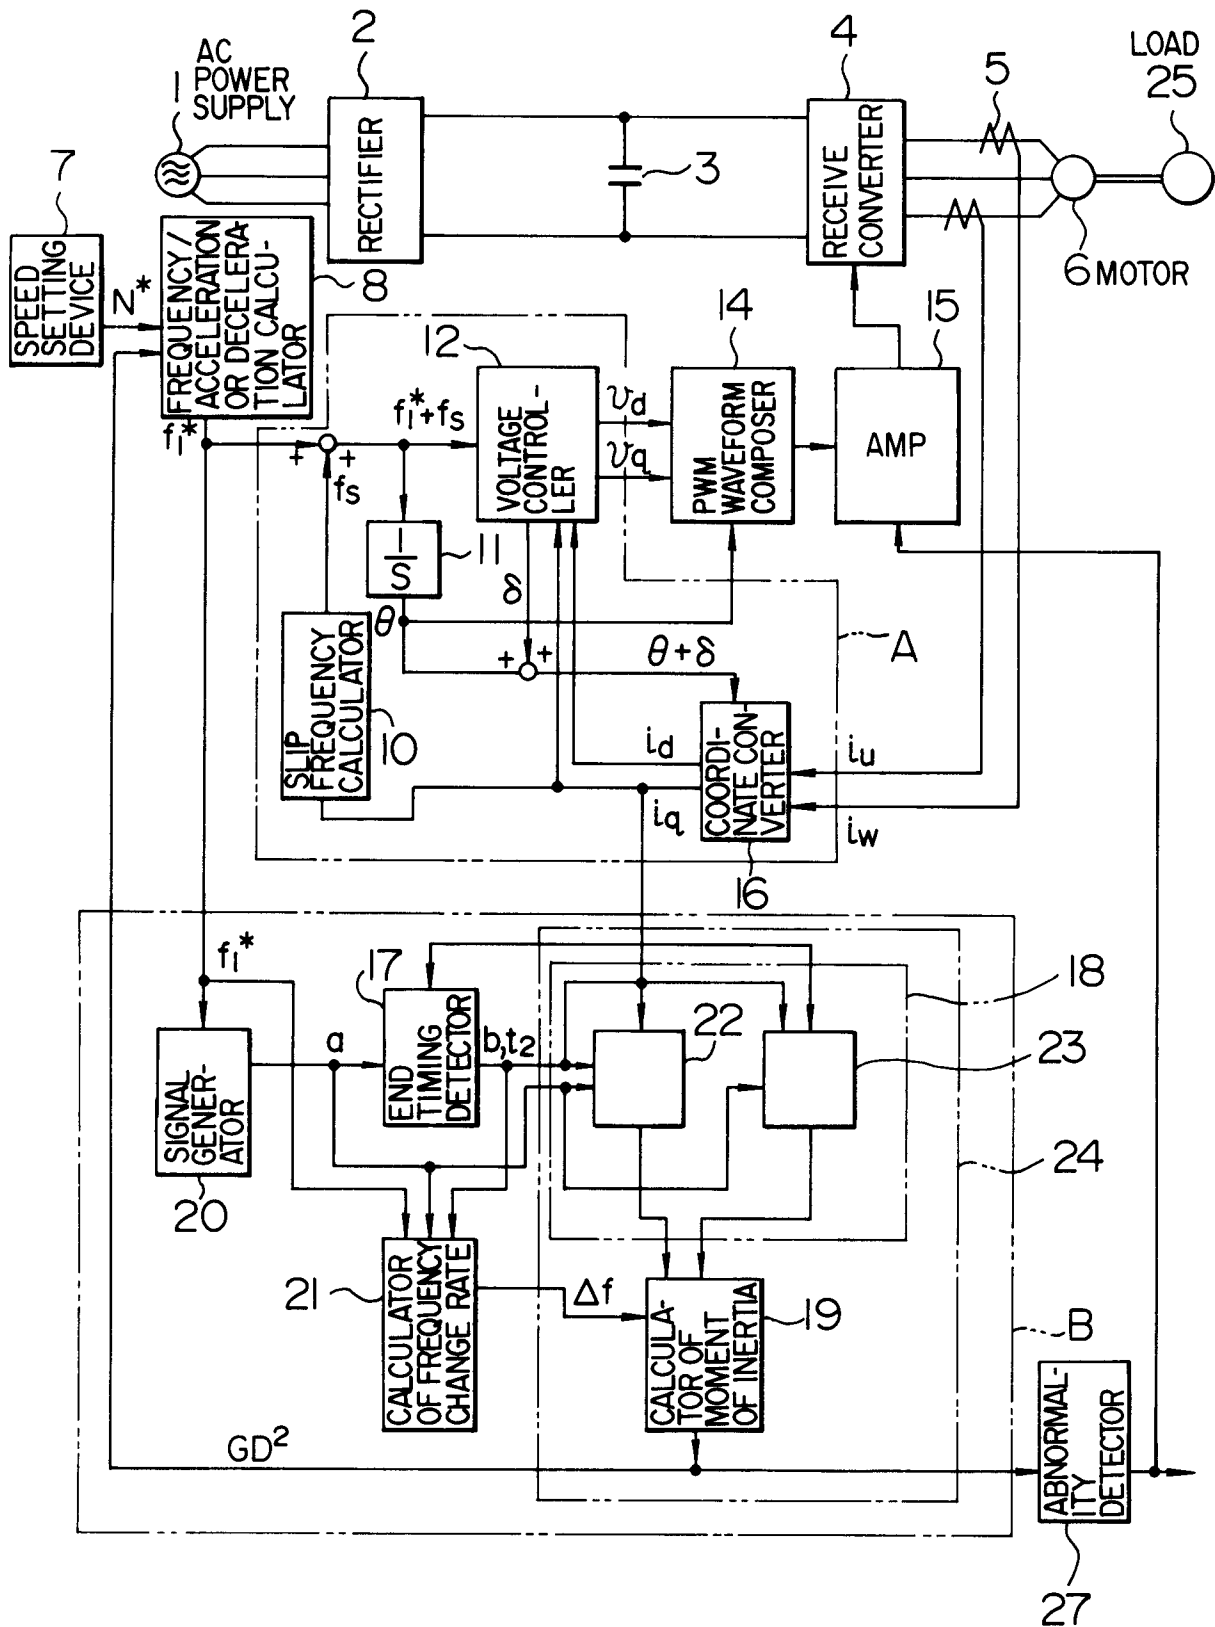 2
4
AC
1 POWER
SUPPLY
5
LOAD
25
RECTIFIER
3
RECEIVE
CONVERTER
6 MOTOR
7
SPEED
SETTING
DEVICE
N*
FREQUENCY/
ACCELERATION
OR DECELERA-
TION CALCU-
LATOR
8
f1*
+
+
fs
f1*+fs
12
VOLTAGE
CONTROL-
LER
νd
νq
14
PWM
WAVEFORM
COMPOSER
15
AMP
1
S
11
θ
δ
+
+
θ+δ
A
SLIP
FREQUENCY
CALCULATOR
10
id
iq
COORDI-
NATE CON-
VERTER
16
iu
iw
f1*
17
END
TIMING
DETECTOR
a
b,t2
18
22
23
SIGNAL
GENER-
ATOR
20
24
21
CALCULATOR
OF FREQUENCY
CHANGE RATE
Δf
CALCULA-
TOR OF
MOMENT
OF INERTIA
19
B
GD²
ABNORMAL-
ITY
DETECTOR
27